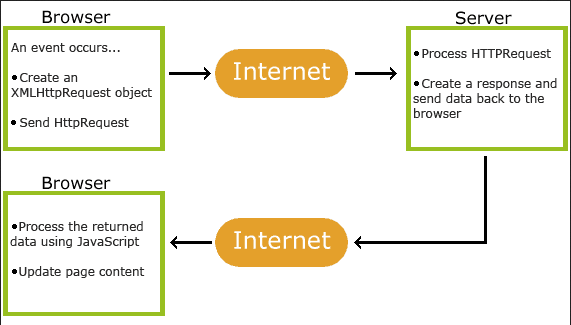 Browser
An event occurs...
•Create an
XMLHttpRequest object
• Send HttpRequest
Internet
Server
• Process HTTPRequest
• Create a response and
send data back to the
browser
Browser
•Process the returned
data using JavaScript
•Update page content
Internet